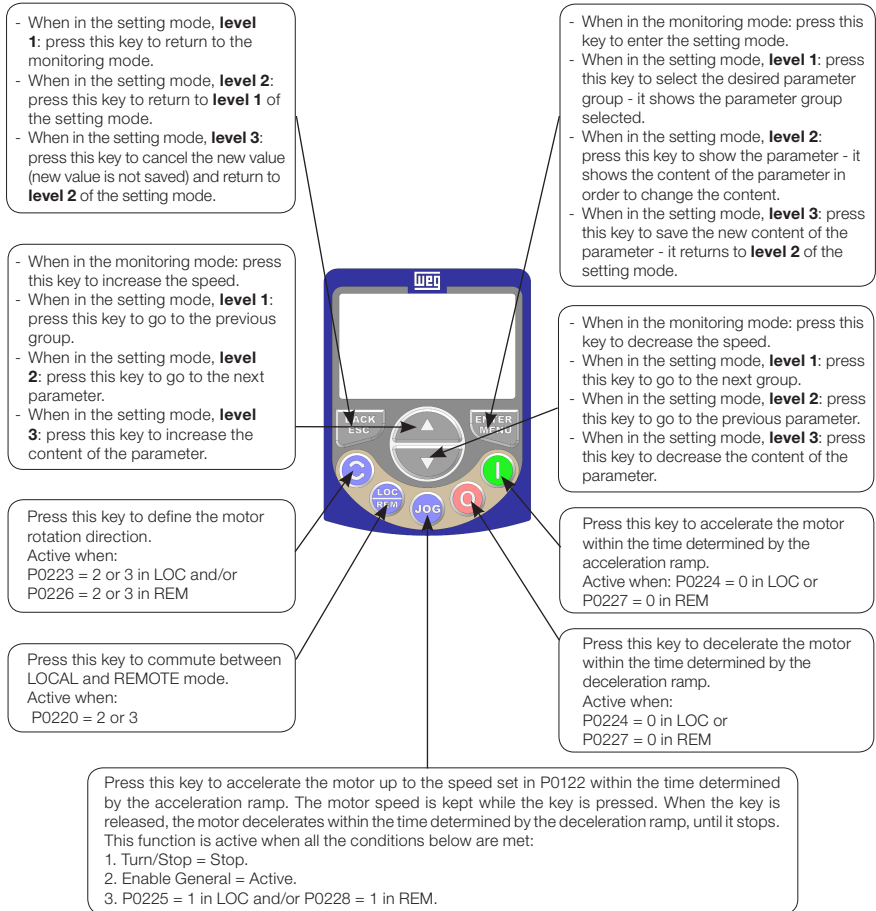 - When in the setting mode, level
1: press this key to return to the
monitoring mode.
- When in the setting mode, level 2:
press this key to return to level 1 of
the setting mode.
- When in the setting mode, level 3:
press this key to cancel the new value
(new value is not saved) and return to
level 2 of the setting mode.
- When in the monitoring mode: press this
key to enter the setting mode.
- When in the setting mode, level 1: press
this key to select the desired parameter
group - it shows the parameter group
selected.
- When in the setting mode, level 2:
press this key to show the parameter - it
shows the content of the parameter in
order to change the content.
- When in the setting mode, level 3: press
this key to save the new content of the
parameter - it returns to level 2 of the
setting mode.
- When in the monitoring mode: press
this key to increase the speed.
- When in the setting mode, level 1:
press this key to go to the previous
group.
- When in the setting mode, level
2: press this key to go to the next
parameter.
- When in the setting mode, level
3: press this key to increase the
content of the parameter.
weg
BACK
ESC
ENTER
MENU
LOC
REM
JOG
- When in the monitoring mode: press this
key to decrease the speed.
- When in the setting mode, level 1: press
this key to go to the next group.
- When in the setting mode, level 2: press
this key to go to the previous parameter.
- When in the setting mode, level 3: press
this key to decrease the content of the
parameter.
Press this key to define the motor
rotation direction.
Active when:
P0223 = 2 or 3 in LOC and/or
P0226 = 2 or 3 in REM
Press this key to accelerate the motor
within the time determined by the
acceleration ramp.
Active when: P0224 = 0 in LOC or
P0227 = 0 in REM
Press this key to commute between
LOCAL and REMOTE mode.
Active when:
P0220 = 2 or 3
Press this key to decelerate the motor
within the time determined by the
deceleration ramp.
Active when:
P0224 = 0 in LOC or
P0227 = 0 in REM
Press this key to accelerate the motor up to the speed set in P0122 within the time determined
by the acceleration ramp. The motor speed is kept while the key is pressed. When the key is
released, the motor decelerates within the time determined by the deceleration ramp, until it stops.
This function is active when all the conditions below are met:
1. Turn/Stop = Stop.
2. Enable General = Active.
3. P0225 = 1 in LOC and/or P0228 = 1 in REM.